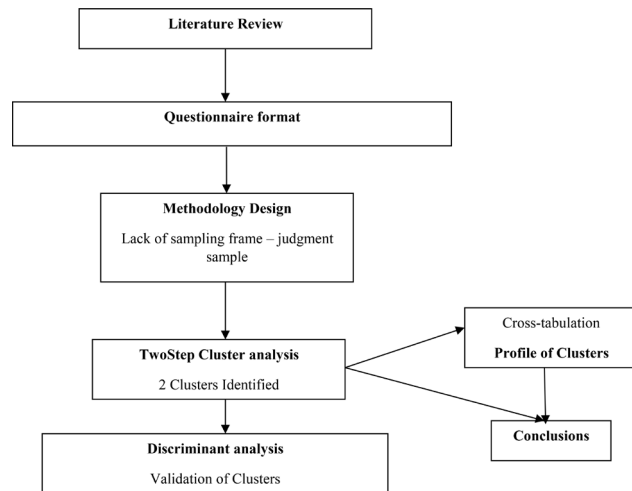 Literature Review
Questionnaire format
Methodology Design
Lack of sampling frame – judgment
sample
TwoStep Cluster analysis
2 Clusters Identified
Cross-tabulation
Profile of Clusters
Conclusions
Discriminant analysis
Validation of Clusters